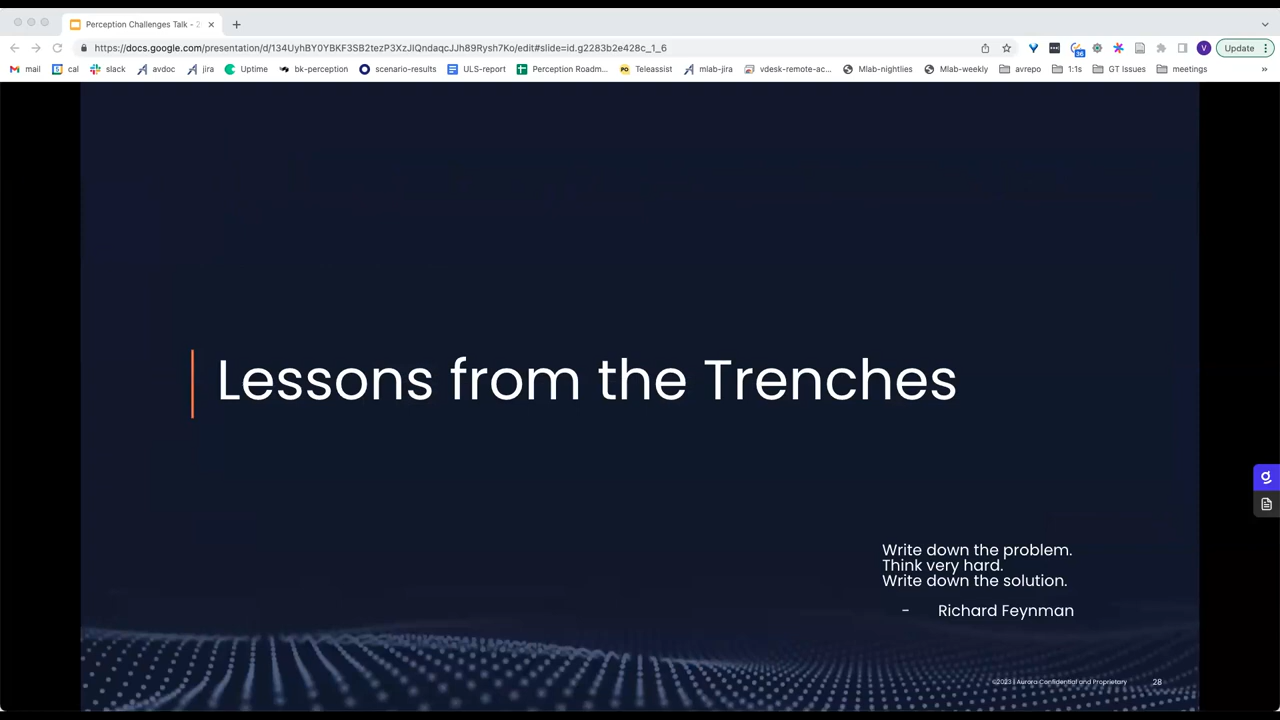 Perception Challenges Talk - 2
https://docs.google.com/presentation/d/134UyhBY0YBKF3SB2tezP3XzJIQndaqcJJh89Rysh7Ko/edit#slide=id.g2283b2e428c_1_6
36
V
Update
mail
cal
slack
avdoc
jira
Uptime
bk-perception
scenario-results
ULS-report
Perception Roadm...
Teleassist
mlab-jira
vdesk-remote-ac...
Mlab-nightlies
Mlab-weekly
avrepo
1:1s
GT Issues
meetings
»
Lessons from the Trenches
Write down the problem.
Think very hard.
Write down the solution.
- Richard Feynman
©2023 | Aurora Confidential and Proprietary
28